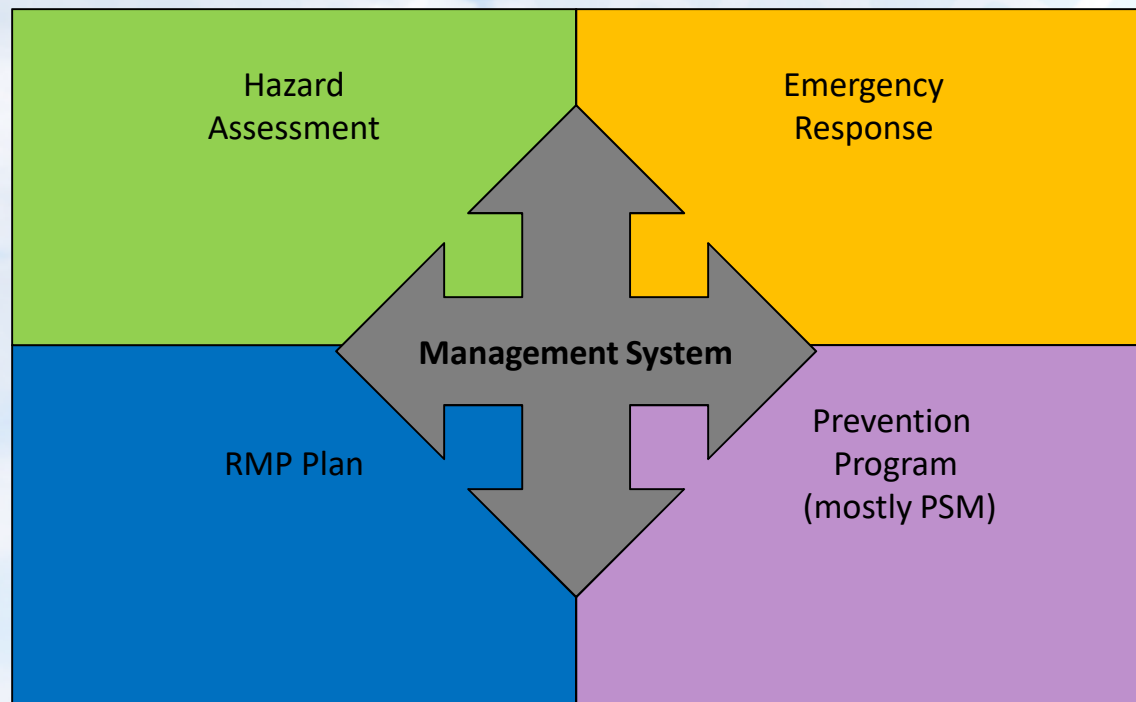 Hazard
Assessment
Emergency
Response
Management System
RMP Plan
Prevention
Program
(mostly PSM)